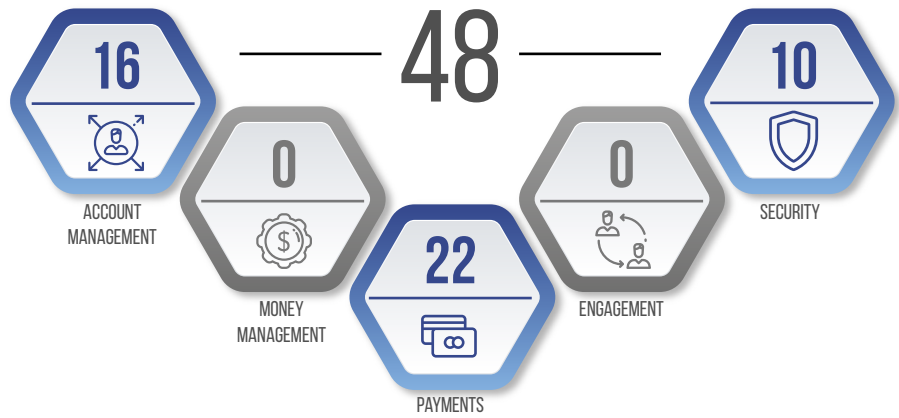 48
16
ACCOUNT
MANAGEMENT
0
$
MONEY
MANAGEMENT
22
PAYMENTS
0
ENGAGEMENT
10
SECURITY